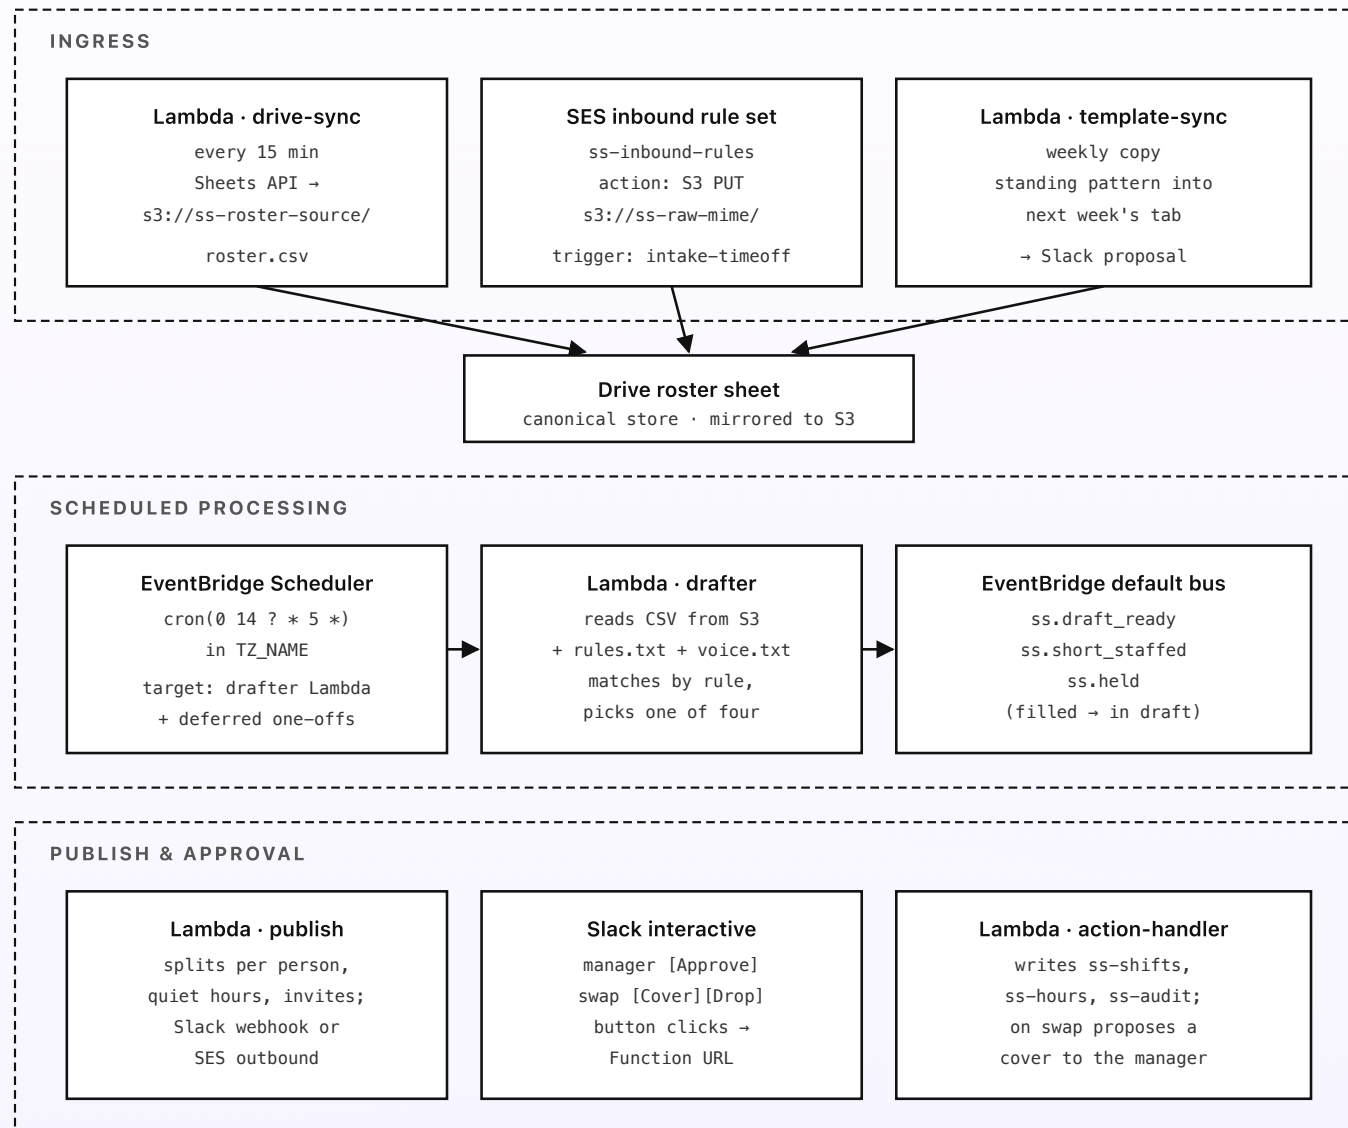 INGRESS
Lambda · drive-sync
every 15 min
Sheets API →
s3://ss-roster-source/
roster.csv
SES inbound rule set
ss-inbound-rules
action: S3 PUT
s3://ss-raw-mime/
trigger: intake-timeoff
Lambda · template-sync
weekly copy
standing pattern into
next week's tab
→ Slack proposal
Drive roster sheet
canonical store · mirrored to S3
SCHEDULED PROCESSING
EventBridge Scheduler
cron(0 14 ? * 5 *)
in TZ_NAME
target: drafter Lambda
+ deferred one-offs
Lambda · drafter
reads CSV from S3
+ rules.txt + voice.txt
matches by rule,
picks one of four
EventBridge default bus
ss.draft_ready
ss.short_staffed
ss.held
(filled → in draft)
PUBLISH & APPROVAL
Lambda · publish
splits per person,
quiet hours, invites;
Slack webhook or
SES outbound
Slack interactive
manager [Approve]
swap [Cover][Drop]
button clicks →
Function URL
Lambda · action-handler
writes ss-shifts,
ss-hours, ss-audit;
on swap proposes a
cover to the manager